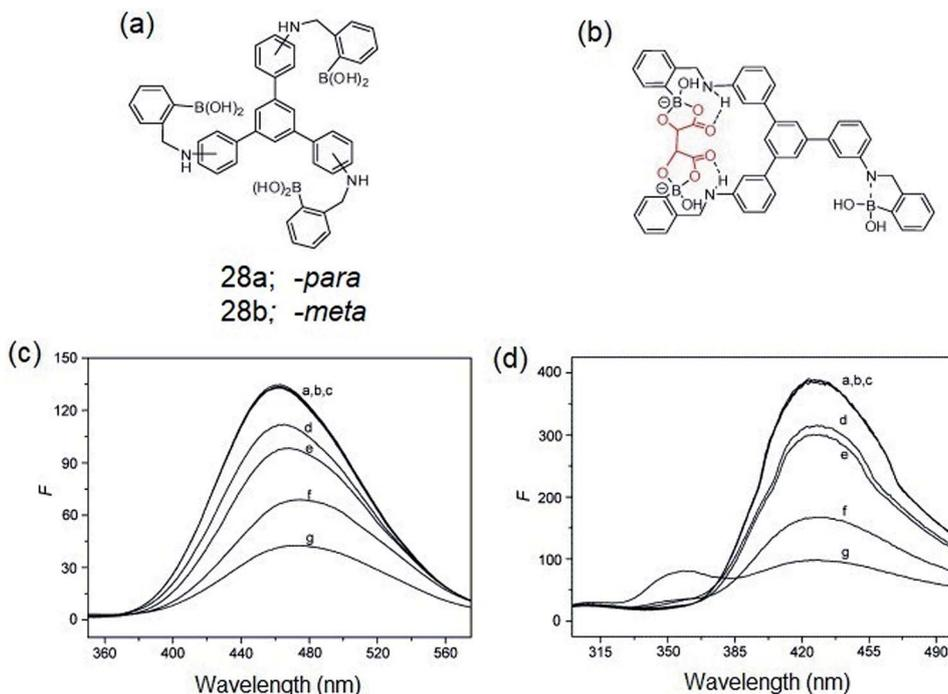 (a)
HN
B(OH)2
B(OH)2
N
H
(HO)2B
NH
28a; -para
28b; -meta
(b)
OH
N
⊖
B
O
H
O
O
O
O
O
H
⊖
B
OH
N
N
HO
B
OH
(c)
150
120
90
60
30
0
F
a,b,c
d
e
f
g
360
400
440
480
520
560
Wavelength (nm)
(d)
400
300
200
100
0
F
a,b,c
d
e
f
g
315
350
385
420
455
490
Wavelength (nm)